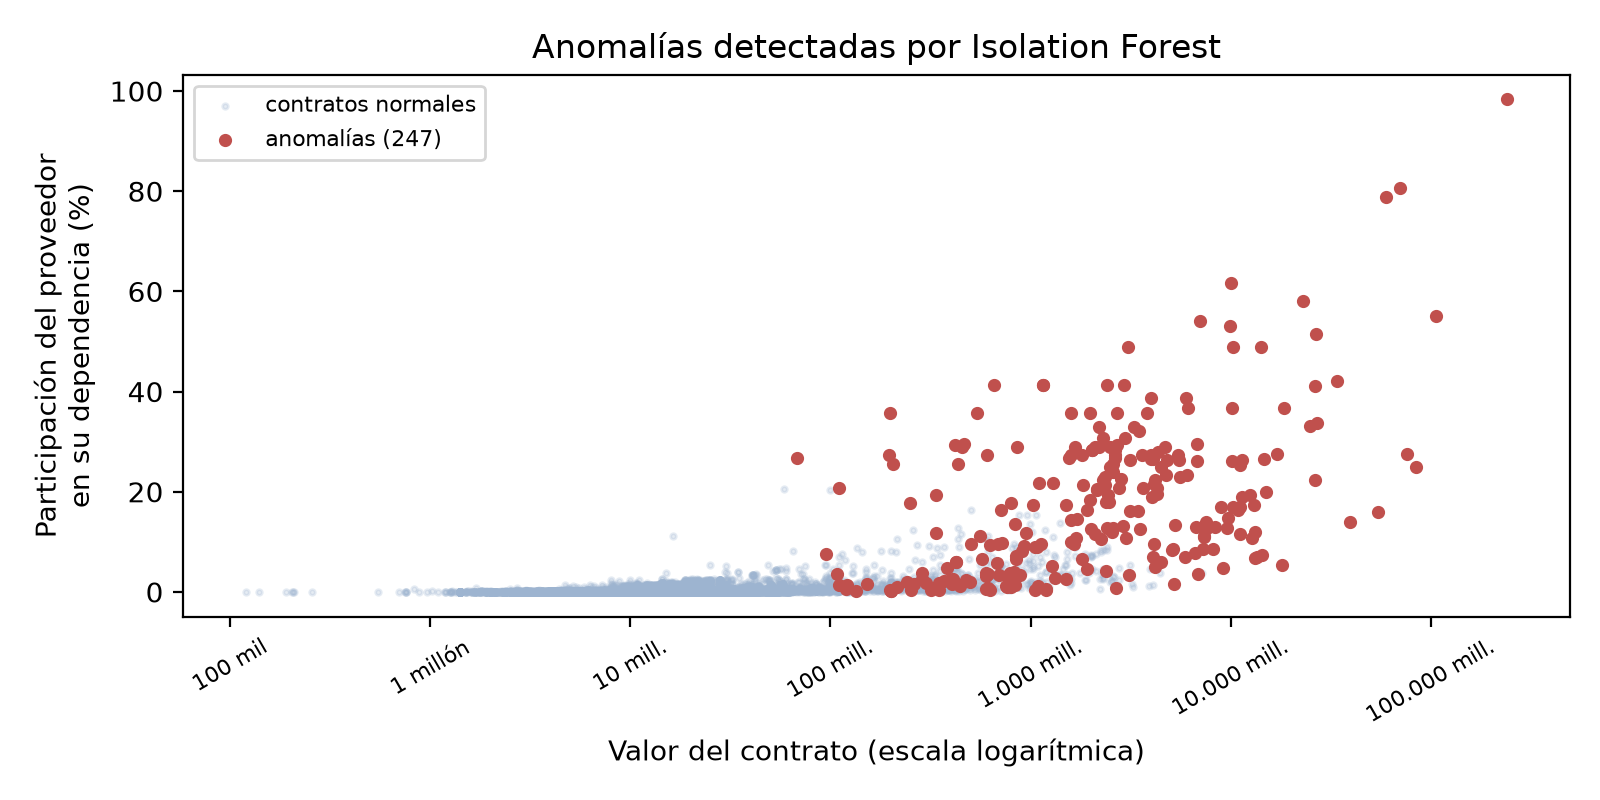 Anomalías detectadas por Isolation Forest
contratos normales
anomalías (247)
Participación del proveedor
en su dependencia (%)
100
80
60
40
20
0
100 mil
1 millón
10 mill.
100 mill.
1.000 mill.
10.000 mill.
100.000 mill.
Valor del contrato (escala logarítmica)